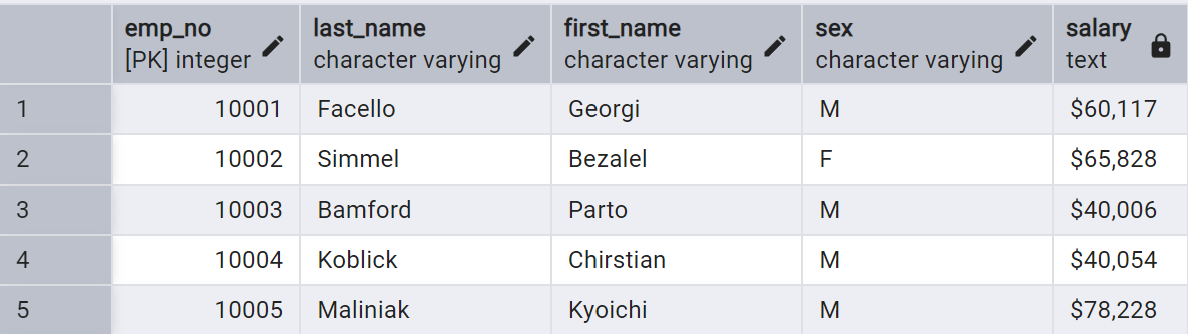 emp_no last_name first_name sex salary
[PK] integer character varying character varying character varying text
1 10001 Facello Georgi M $60,117
2 10002 Simmel Bezalel F $65,828
3 10003 Bamford Parto M $40,006
4 10004 Koblick Chirstian M $40,054
5 10005 Maliniak Kyoichi M $78,228